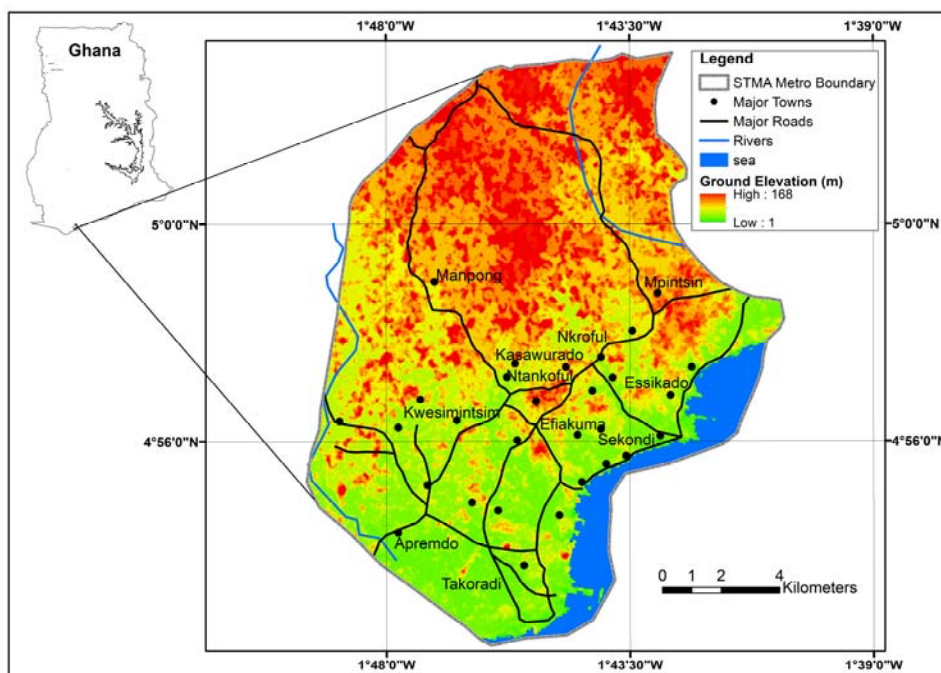 Ghana
1°48'0"W
1°43'30"W
1°39'0"W
Legend
STMA Metro Boundary
Major Towns
Major Roads
Rivers
sea
Ground Elevation (m)
High : 168
Low : 1
5°0'0"N
5°0'0"N
Manpong
Mpintsin
Nkroful
Kasawurado
Ntankoful
Essikado
Kwesimintsim
Efiakuma
Sekondi
4°56'0"N
4°56'0"N
Apremdo
Takoradi
0 1 2 4
Kilometers
1°48'0"W
1°43'30"W
1°39'0"W